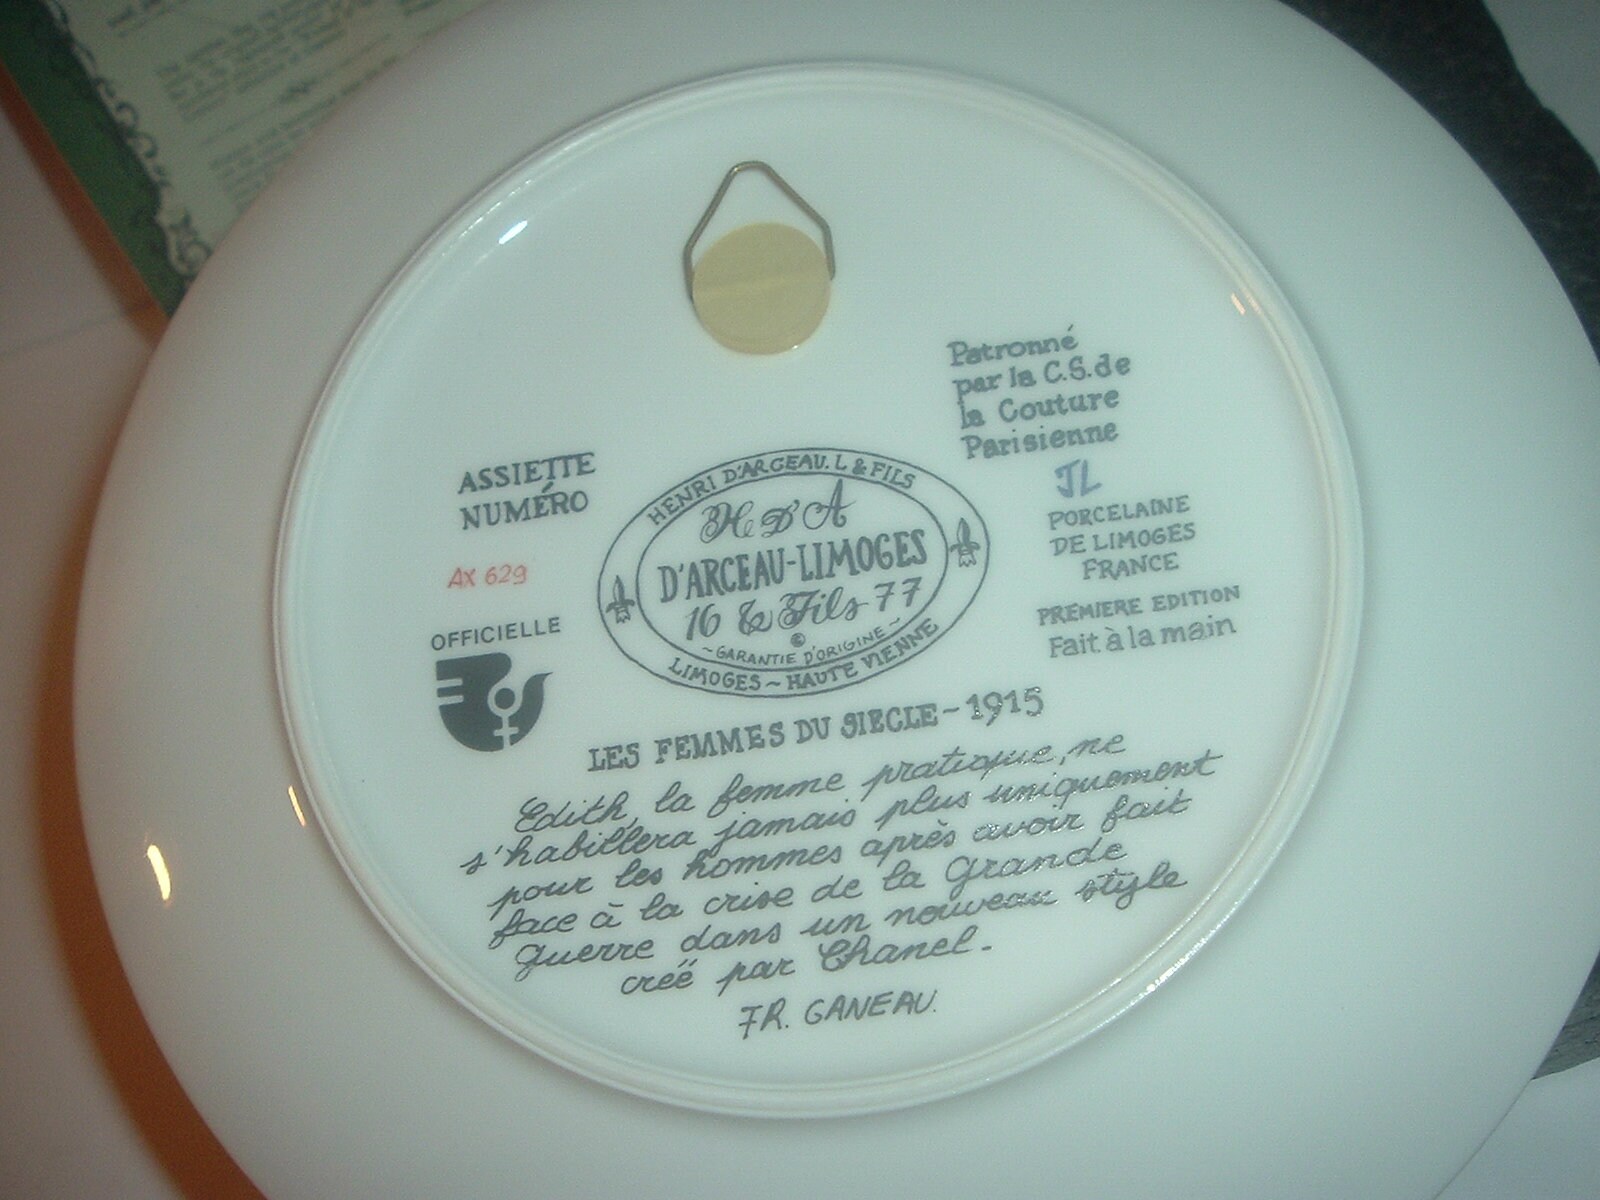 Patronné
par la C.S. de
la Couture
Parisienne
JL
PORCELAINE
DE LIMOGES
FRANCE
PREMIERE EDITION
Fait à la main
ASSIETTE
NUMÉRO
AX 629
OFFICIELLE
HENRI D'ARCEAU. L & FILS
H D'A
D'ARCEAU-LIMOGES
16 & Fils 77
©
~GARANTIE D'ORIGINE~
LIMOGES ~ HAUTE VIENNE
LES FEMMES DU SIECLE - 1915
Edith, la femme pratique, ne
s'habillera jamais plus uniquement
pour les hommes après avoir fait
face à la crise de la Grande
Guerre dans un nouveau style
créé par Chanel.
FR. GANEAU.